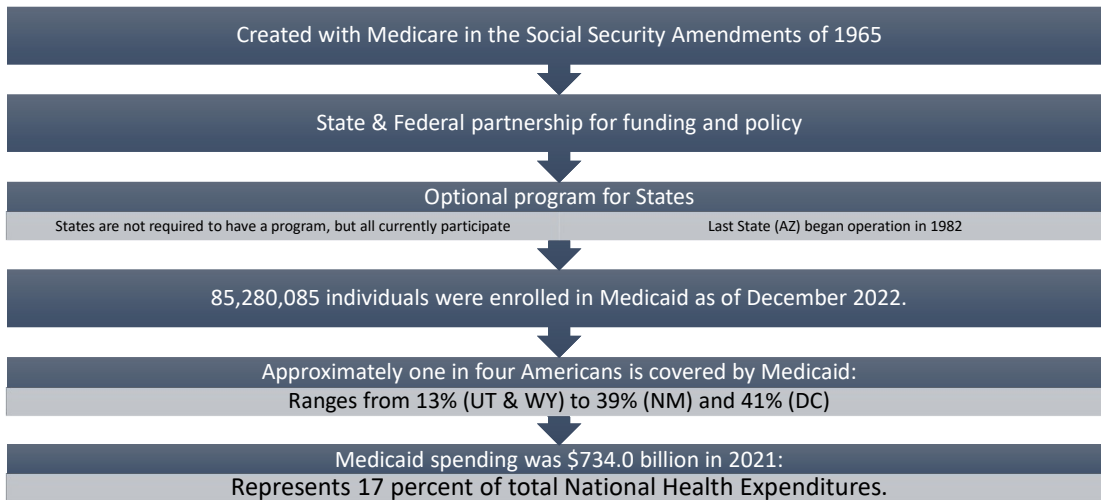 Created with Medicare in the Social Security Amendments of 1965
State & Federal partnership for funding and policy
Optional program for States
States are not required to have a program, but all currently participate
Last State (AZ) began operation in 1982
85,280,085 individuals were enrolled in Medicaid as of December 2022.
Approximately one in four Americans is covered by Medicaid:
Ranges from 13% (UT & WY) to 39% (NM) and 41% (DC)
Medicaid spending was $734.0 billion in 2021:
Represents 17 percent of total National Health Expenditures.